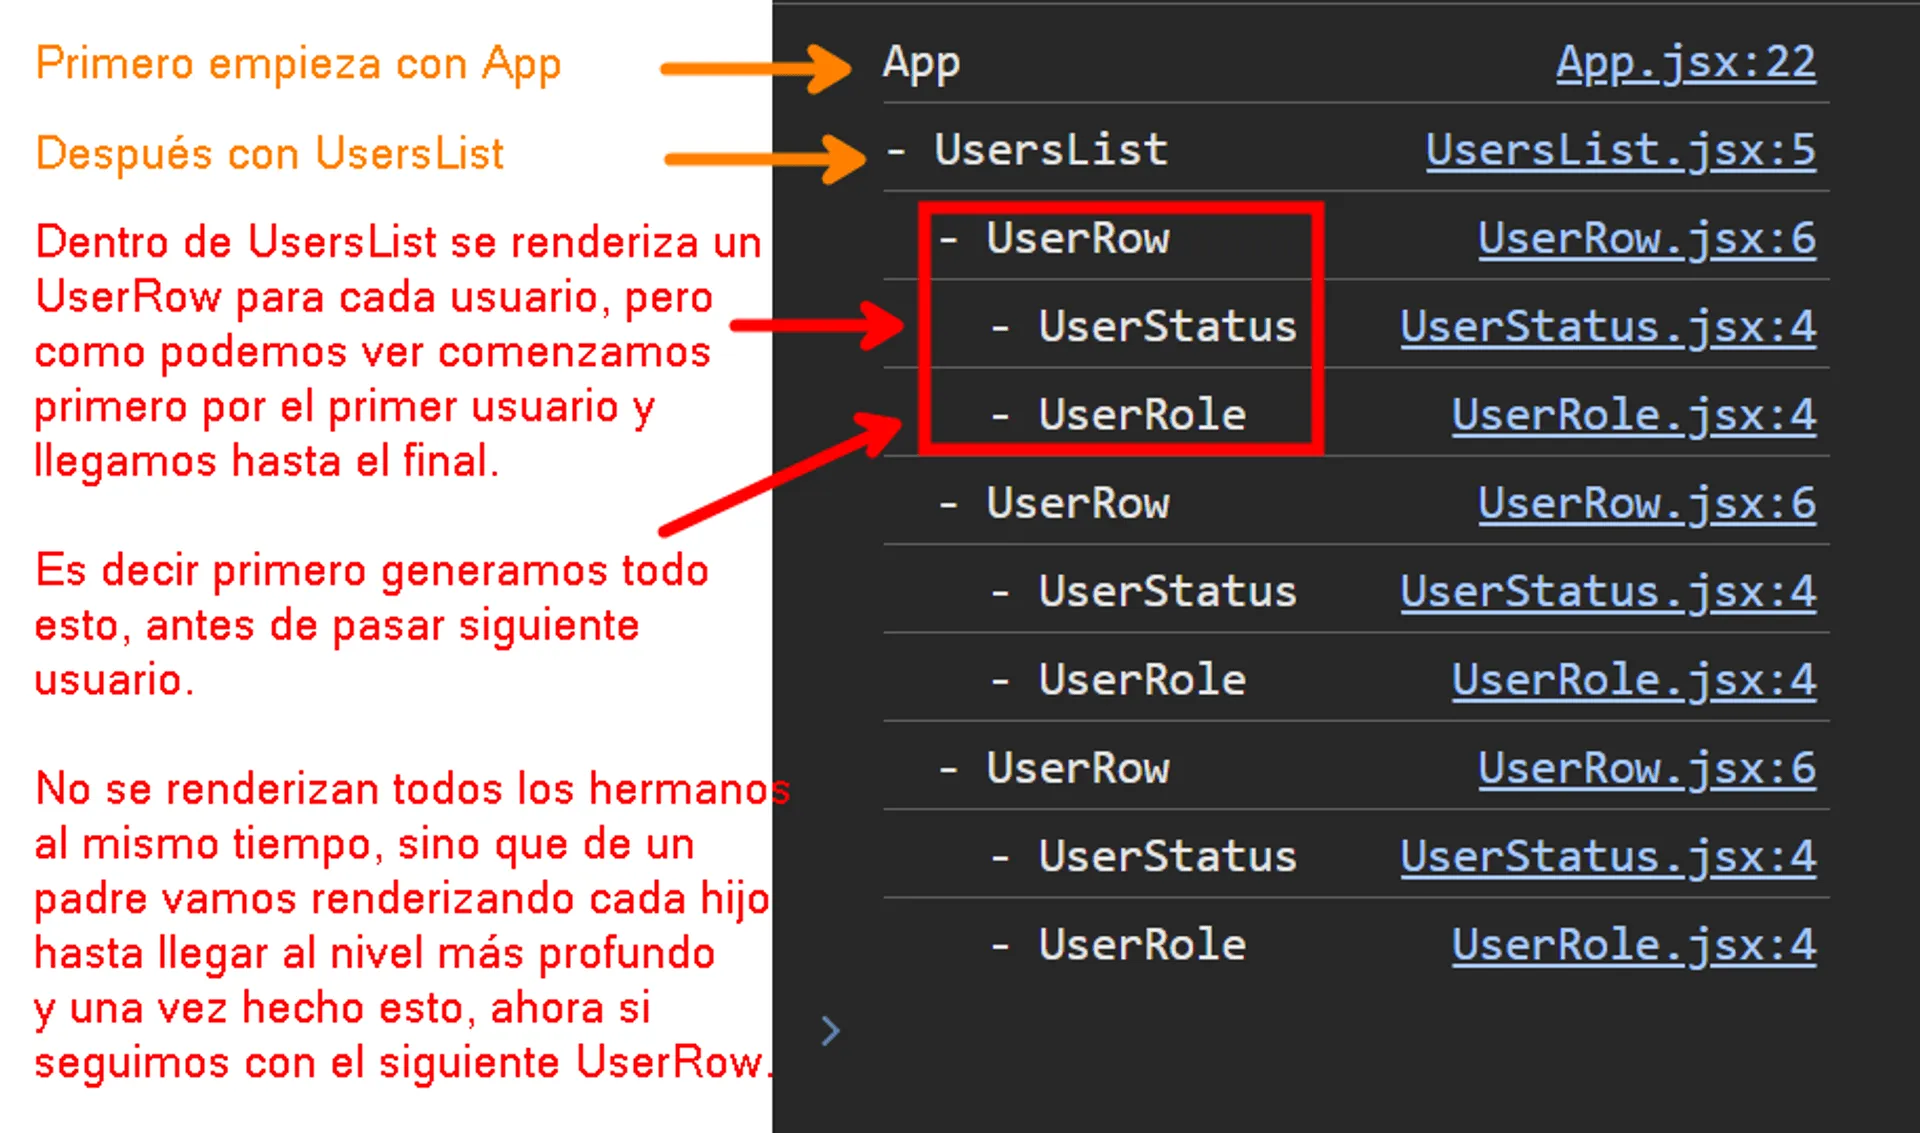 Primero empieza con App
Después con UsersList
Dentro de UsersList se renderiza un
UserRow para cada usuario, pero
como podemos ver comenzamos
primero por el primer usuario y
llegamos hasta el final.
Es decir primero generamos todo
esto, antes de pasar siguiente
usuario.
No se renderizan todos los hermanos
al mismo tiempo, sino que de un
padre vamos renderizando cada hijo
hasta llegar al nivel más profundo
y una vez hecho esto, ahora si
seguimos con el siguiente UserRow.
App App.jsx:22
- UsersList UsersList.jsx:5
- UserRow UserRow.jsx:6
- UserStatus UserStatus.jsx:4
- UserRole UserRole.jsx:4
- UserRow UserRow.jsx:6
- UserStatus UserStatus.jsx:4
- UserRole UserRole.jsx:4
- UserRow UserRow.jsx:6
- UserStatus UserStatus.jsx:4
- UserRole UserRole.jsx:4